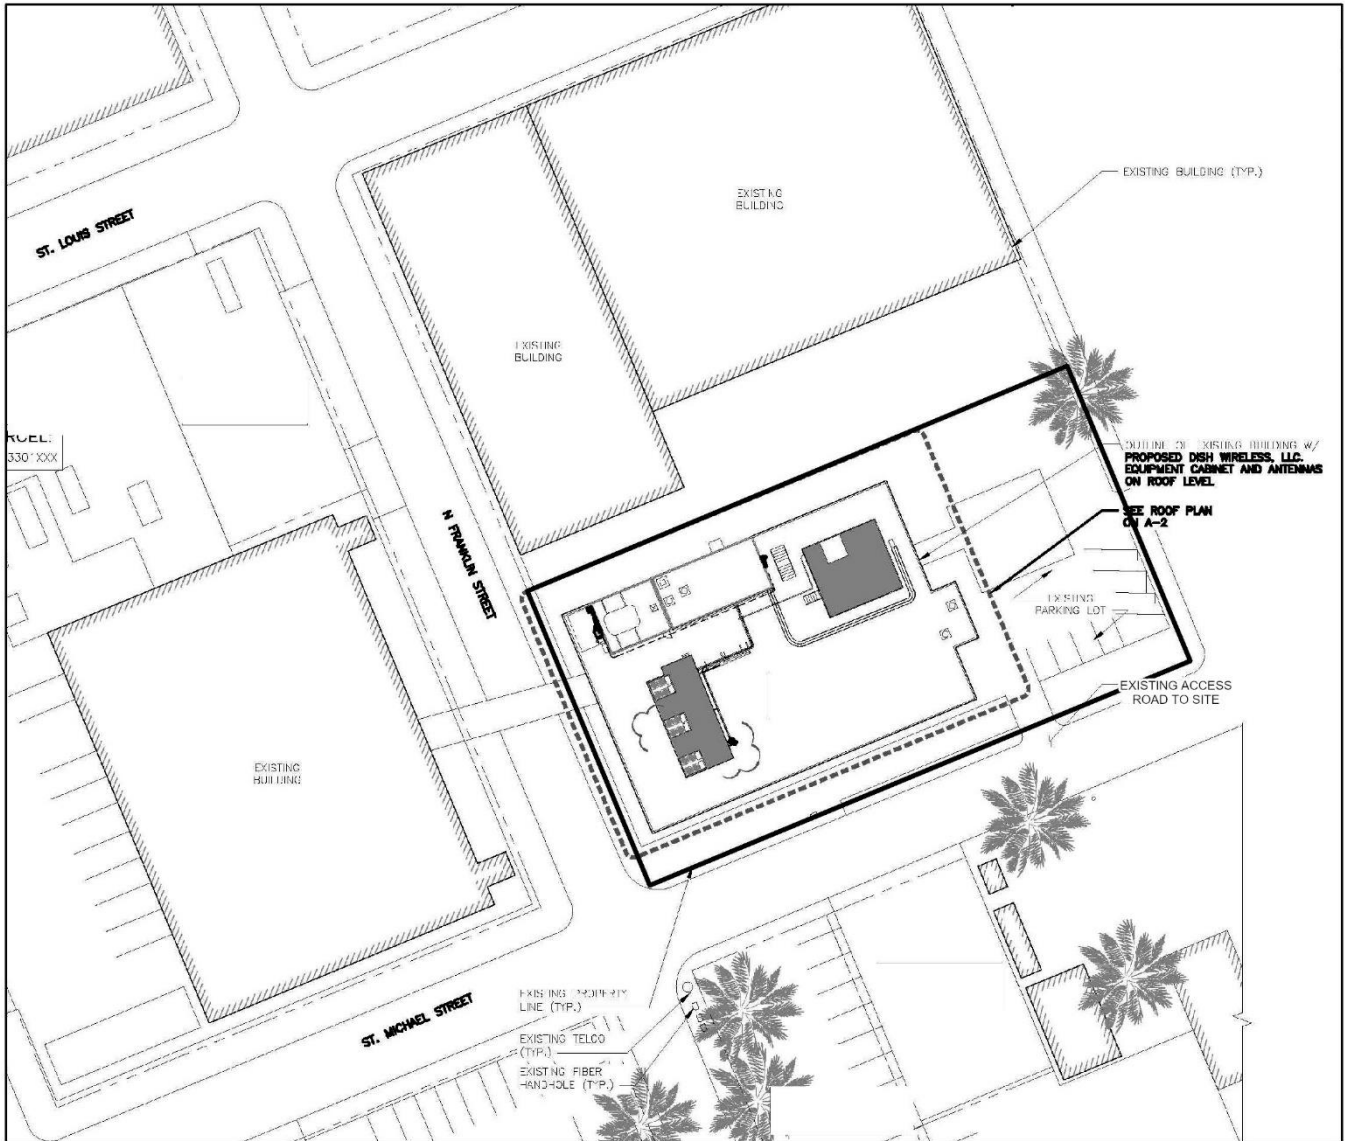 EXISTING BUILDING (TYP.)
EXISTING
BUILDING
ST. LOUIS STREET
EXISTING
BUILDING
RCEL:
330 XXX
OUTLINE OF EXISTING BUILDING W/
PROPOSED DISH WIRELESS, LLC.
EQUIPMENT CABINET AND ANTENNAS
ON ROOF LEVEL
SEE ROOF PLAN
ON A-2
N FRANKLIN STREET
EXISTING
PARKING LOT
EXISTING ACCESS
ROAD TO SITE
EXISTING
BUILDING
EXISTING PROPERTY
LINE (TYP.)
ST. MICHAEL STREET
EXISTING TELCO
(TYP.)
EXISTING FIBER
HANDHOLE (TYP.)